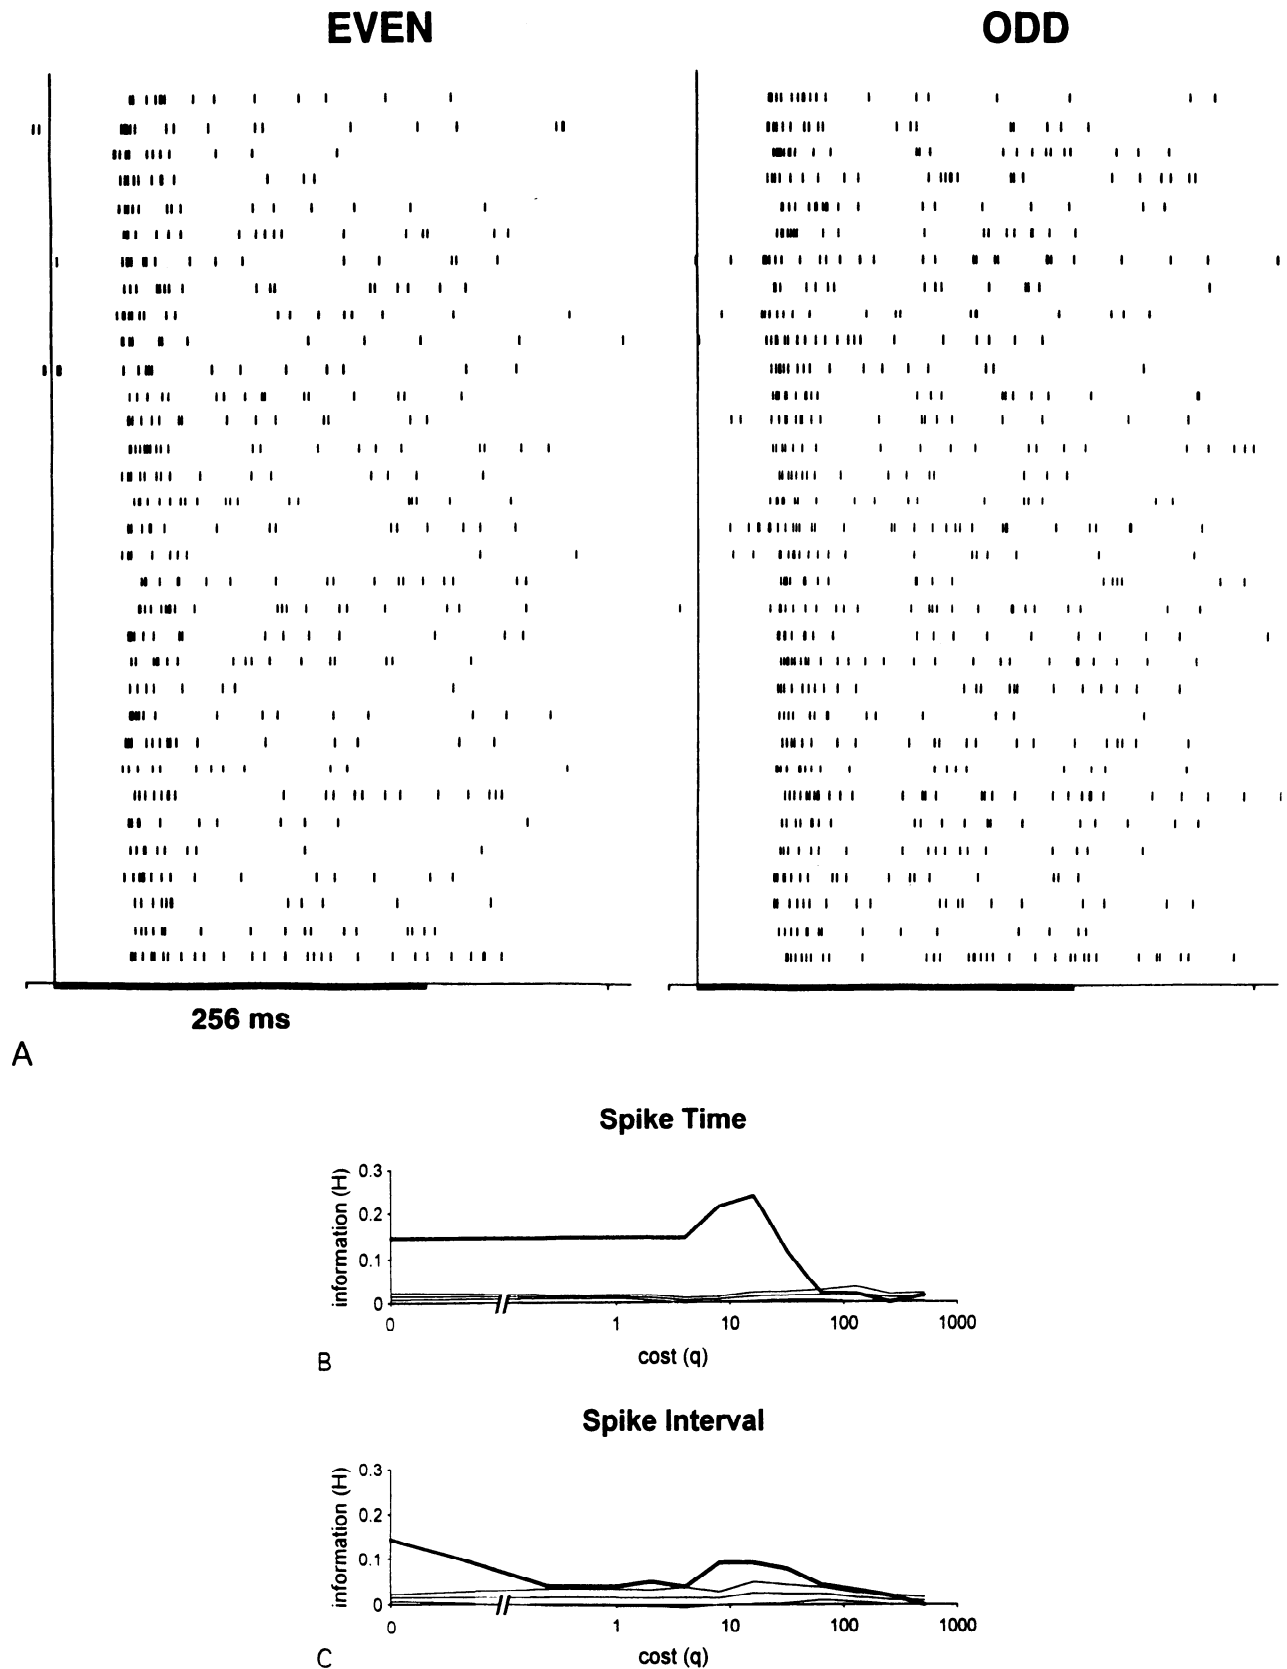 EVEN
ODD
256 ms
A
Spike Time
information (H)
0.3
0.2
0.1
0
0
1
10
100
1000
cost (q)
B
Spike Interval
information (H)
0.3
0.2
0.1
0
0
1
10
100
1000
cost (q)
C